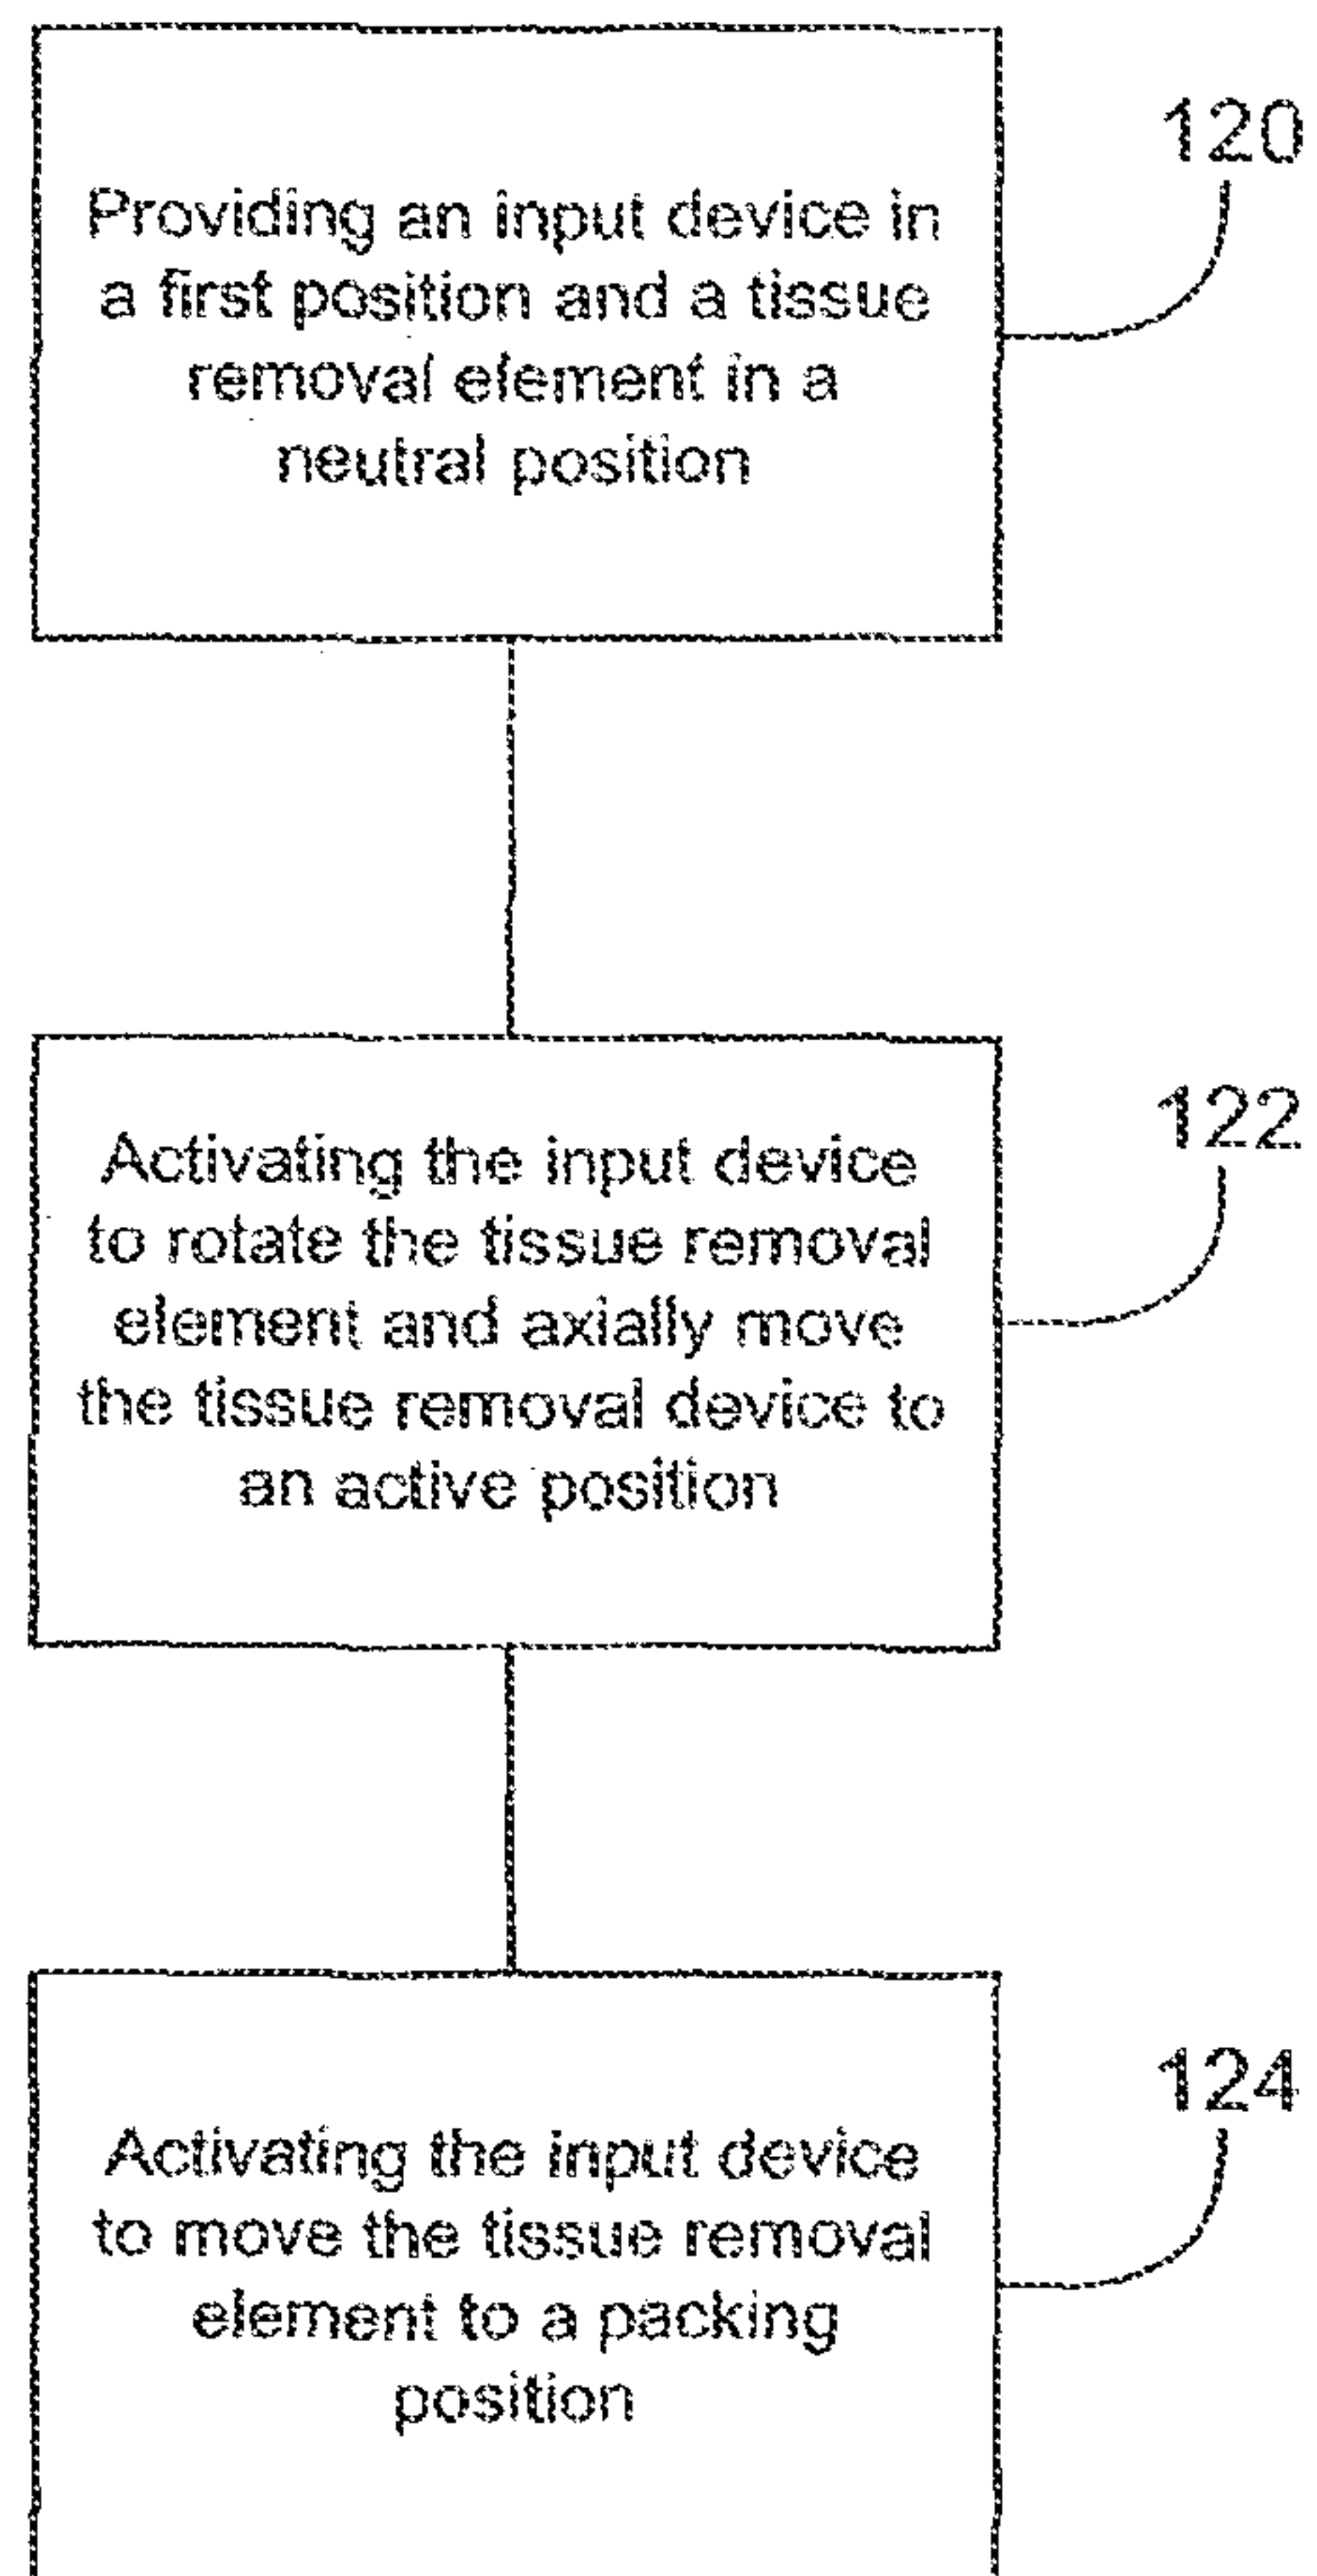 Providing an input device in
a first position and a tissue
removal element in a
neutral position
120
Activating the input device
to rotate the tissue removal
element and axially move
the tissue removal device to
an active position
122
Activating the input device
to move the tissue removal
element to a packing
position
124